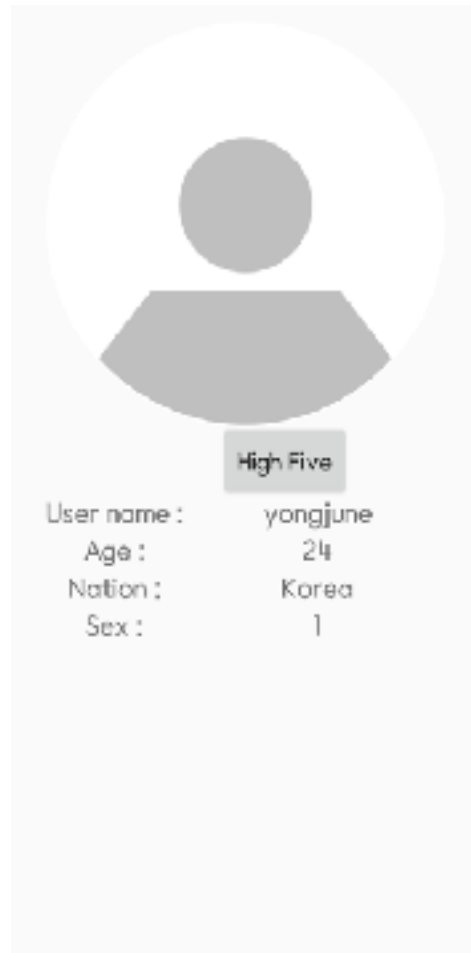 High Five
User name : yongjune
Age : 24
Nation : Korea
Sex : 1